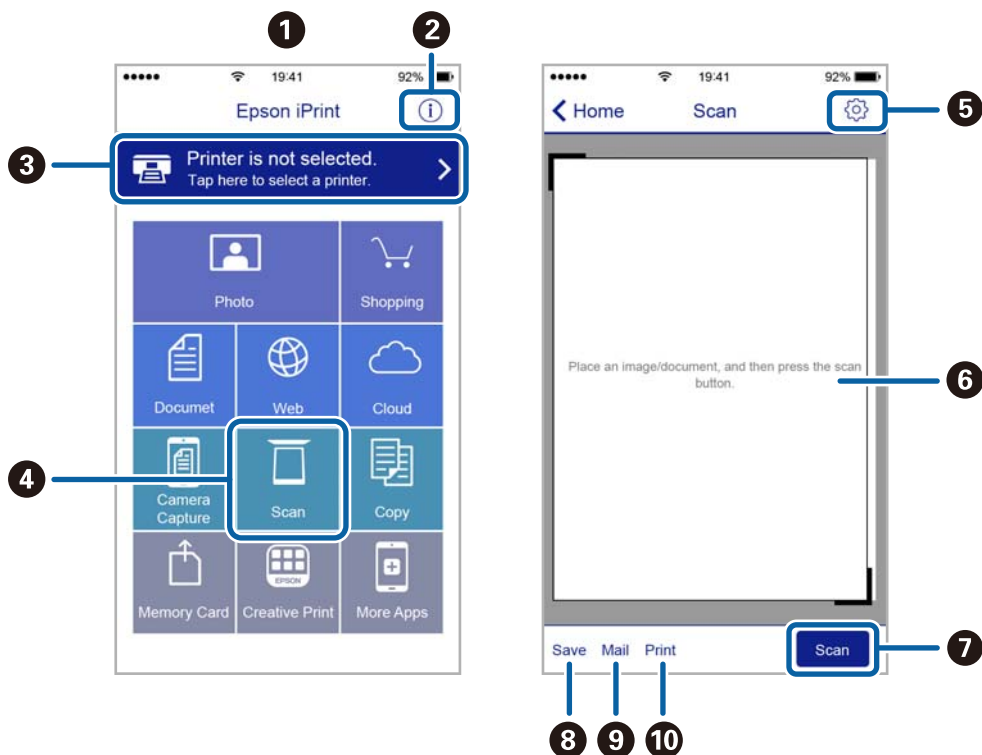 1
2
19:41
92%
Epson iPrint
i
3
Printer is not selected.
Tap here to select a printer.
Photo
Shopping
Documet
Web
Cloud
4
Camera
Capture
Scan
Copy
EPSON
Memory Card
Creative Print
More Apps
19:41
92%
Home
Scan
5
Place an image/document, and then press the scan
button.
6
Save
Mail
Print
Scan
7
8
9
10